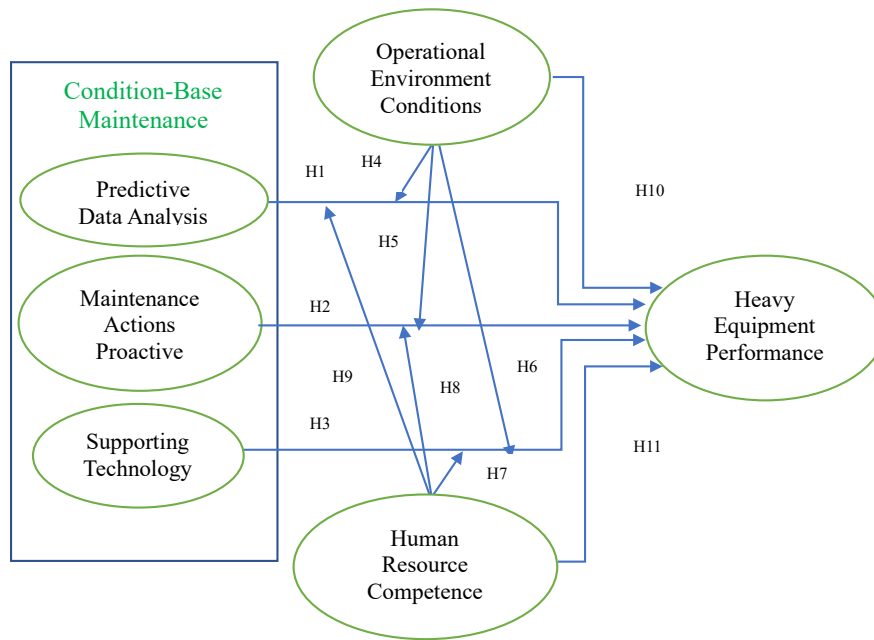 Operational
Environment
Conditions
Condition-Base
Maintenance
H1
H4
Predictive
Data Analysis
H10
H5
Maintenance
Actions
Proactive
H2
Heavy
Equipment
Performance
H9
H8
H6
H3
Supporting
Technology
H7
H11
Human
Resource
Competence